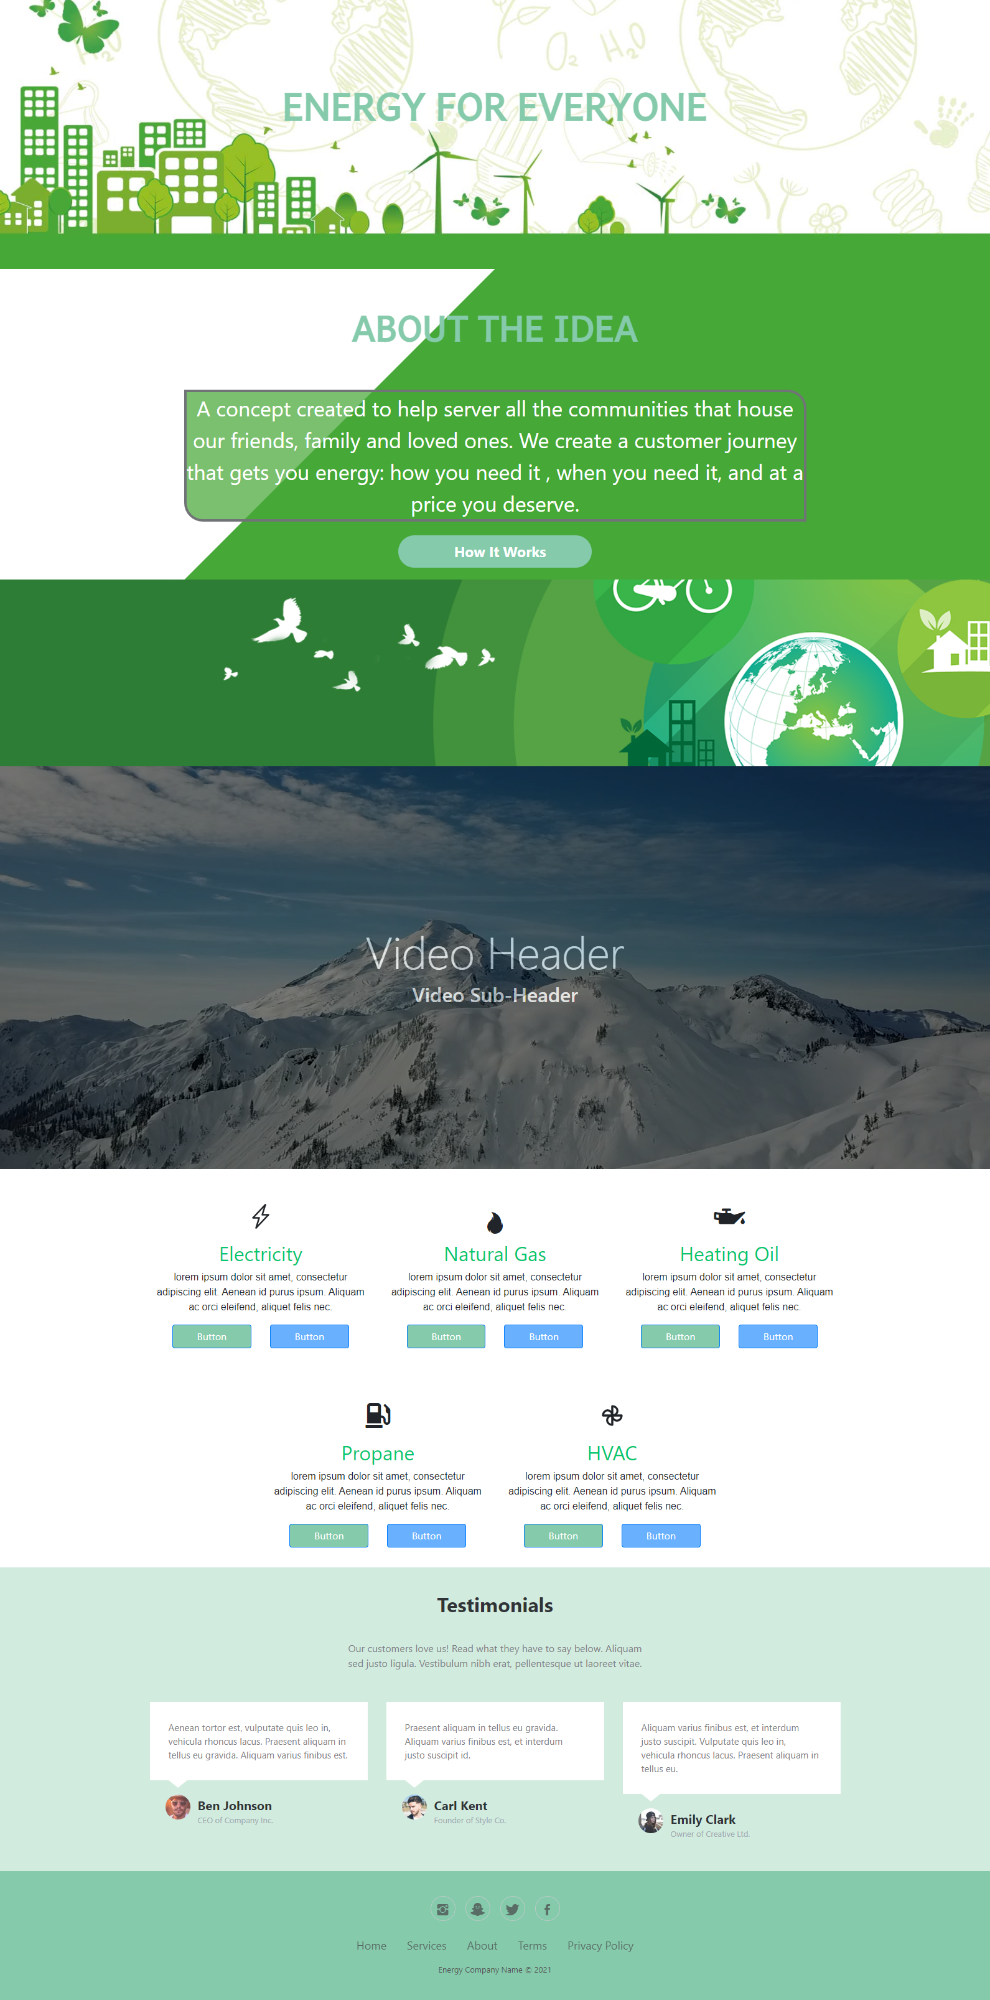 O₂ H₂O
ENERGY FOR EVERYONE
ABOUT THE IDEA
A concept created to help server all the communities that house
our friends, family and loved ones. We create a customer journey
that gets you energy: how you need it , when you need it, and at a
price you deserve.
How It Works
Video Header
Video Sub-Header
Electricity
lorem ipsum dolor sit amet, consectetur
adipiscing elit. Aenean id purus ipsum. Aliquam
ac orci eleifend, aliquet felis nec.
Button Button
Natural Gas
lorem ipsum dolor sit amet, consectetur
adipiscing elit. Aenean id purus ipsum. Aliquam
ac orci eleifend, aliquet felis nec.
Button Button
Heating Oil
lorem ipsum dolor sit amet, consectetur
adipiscing elit. Aenean id purus ipsum. Aliquam
ac orci eleifend, aliquet felis nec.
Button Button
Propane
lorem ipsum dolor sit amet, consectetur
adipiscing elit. Aenean id purus ipsum. Aliquam
ac orci eleifend, aliquet felis nec.
Button Button
HVAC
lorem ipsum dolor sit amet, consectetur
adipiscing elit. Aenean id purus ipsum. Aliquam
ac orci eleifend, aliquet felis nec.
Button Button
Testimonials
Our customers love us! Read what they have to say below. Aliquam
sed justo ligula. Vestibulum nibh erat, pellentesque ut laoreet vitae.
Aenean tortor est, vulputate quis leo in,
vehicula rhoncus lacus. Praesent aliquam in
tellus eu gravida. Aliquam varius finibus est.
Ben Johnson
CEO of Company Inc.
Praesent aliquam in tellus eu gravida.
Aliquam varius finibus est, et interdum
justo suscipit id.
Carl Kent
Founder of Style Co.
Aliquam varius finibus est, et interdum
justo suscipit. Vulputate quis leo in,
vehicula rhoncus lacus. Praesent aliquam in
tellus eu.
Emily Clark
Owner of Creative Ltd.
Home Services About Terms Privacy Policy
Energy Company Name © 2021